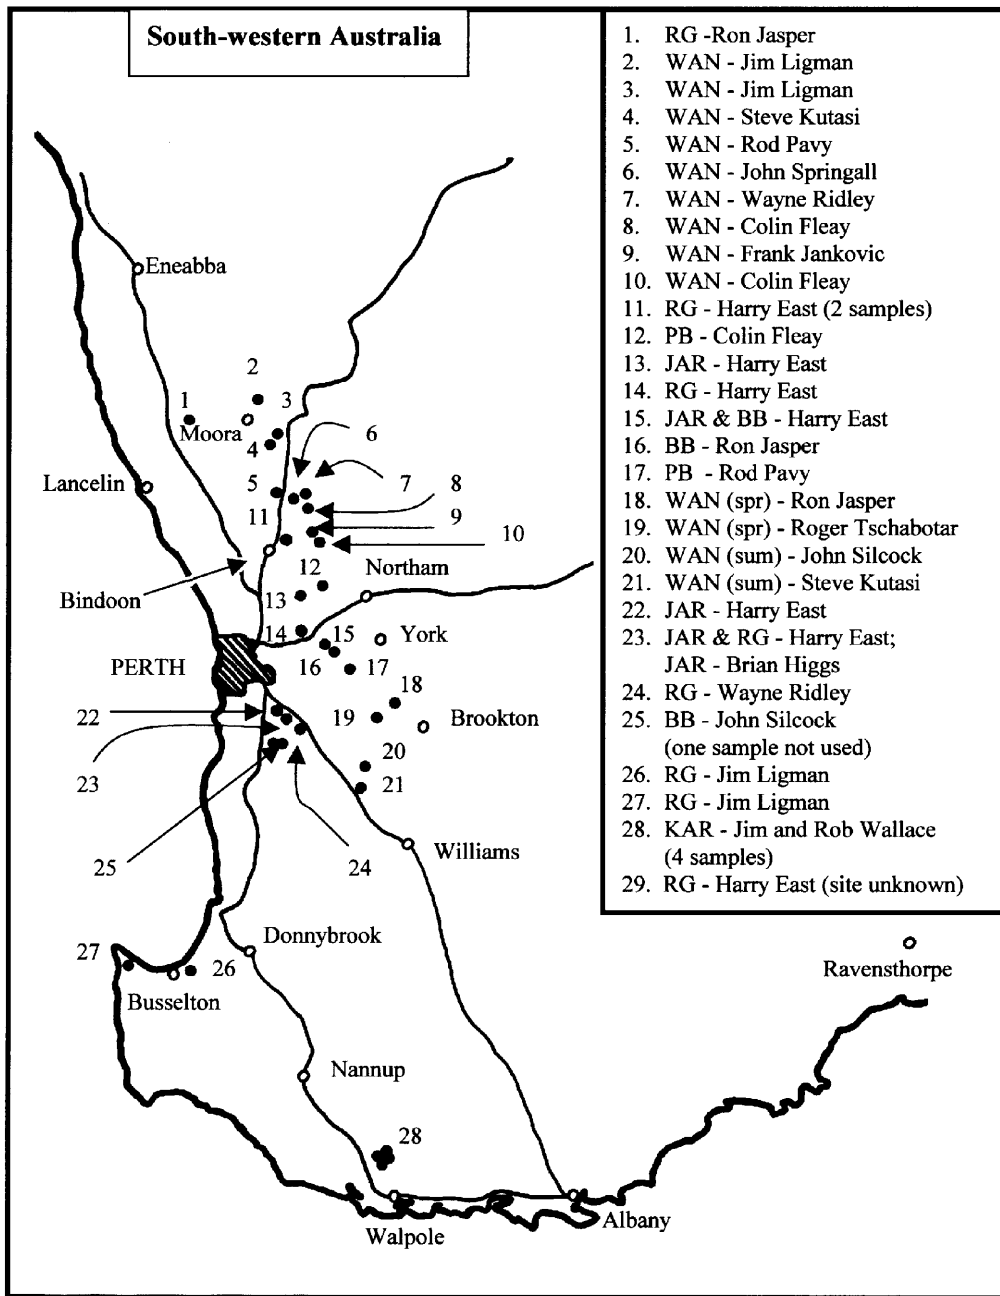 South-western Australia
1. RG -Ron Jasper
2. WAN - Jim Ligman
3. WAN - Jim Ligman
4. WAN - Steve Kutasi
5. WAN - Rod Pavy
6. WAN - John Springall
7. WAN - Wayne Ridley
8. WAN - Colin Fleay
9. WAN - Frank Jankovic
10. WAN - Colin Fleay
11. RG - Harry East (2 samples)
12. PB - Colin Fleay
13. JAR - Harry East
14. RG - Harry East
15. JAR & BB - Harry East
16. BB - Ron Jasper
17. PB - Rod Pavy
18. WAN (spr) - Ron Jasper
19. WAN (spr) - Roger Tschabotar
20. WAN (sum) - John Silcock
21. WAN (sum) - Steve Kutasi
22. JAR - Harry East
23. JAR & RG - Harry East;
JAR - Brian Higgs
24. RG - Wayne Ridley
25. BB - John Silcock
(one sample not used)
26. RG - Jim Ligman
27. RG - Jim Ligman
28. KAR - Jim and Rob Wallace
(4 samples)
29. RG - Harry East (site unknown)
Eneabba
2
1
3
Moora
6
4
Lancelin
5
7
8
11
9
10
12
Northam
Bindoon
13
14
15
York
PERTH
16
17
18
22
19
Brookton
20
23
21
25
24
Williams
Donnybrook
27
26
Busselton
Ravensthorpe
Nannup
28
Walpole
Albany